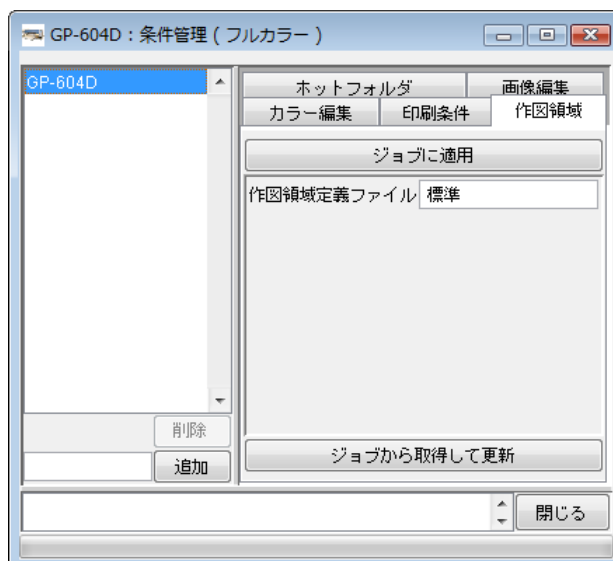 GP-604D：条件管理 ( フルカラー )
GP-604D
ホットフォルダ 画像編集
カラー編集 印刷条件 作図領域
ジョブに適用
作図領域定義ファイル 標準
削除
追加
ジョブから取得して更新
閉じる